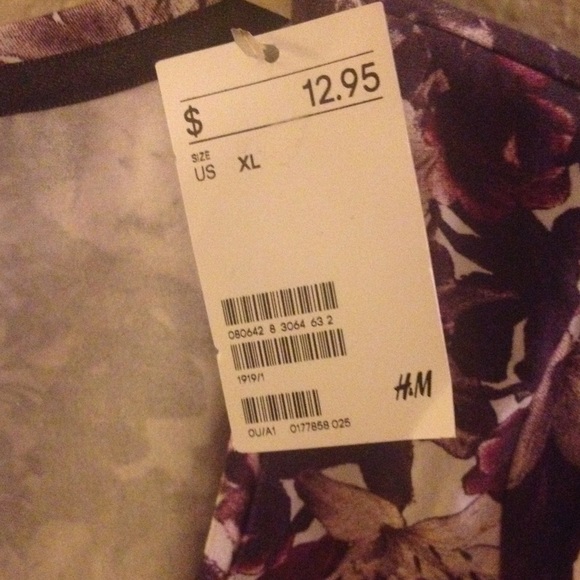 $ 12.95
SIZE
US XL
080642 8 3064 63 2
1919/1
H&M
OU/A1 0177858 025